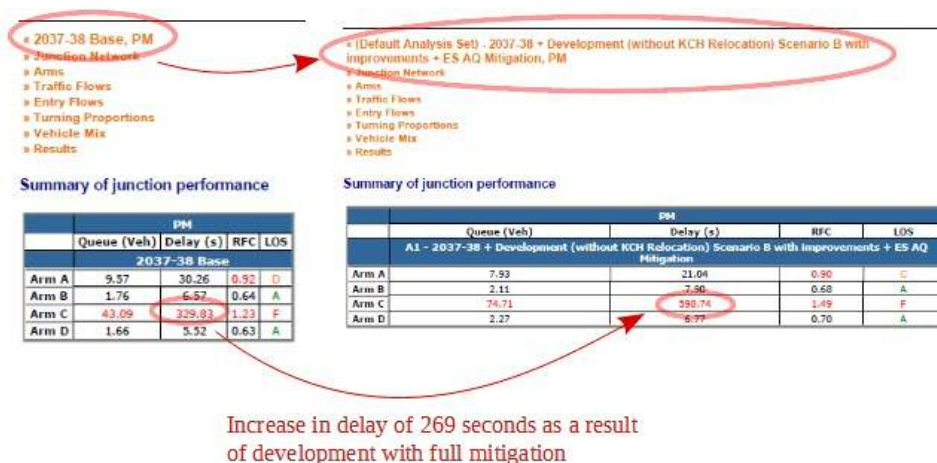 » 2037-38 Base, PM
» Junction Network
» Arms
» Traffic Flows
» Entry Flows
» Turning Proportions
» Vehicle Mix
» Results
Summary of junction performance
PM
Queue (Veh) Delay (s) RFC LOS
2037-38 Base
Arm A 9.57 30.26 0.92 D
Arm B 1.76 6.57 0.64 A
Arm C 43.09 329.83 1.23 F
Arm D 1.66 5.52 0.63 A
» (Default Analysis Set) - 2037-38 + Development (without KCH Relocation) Scenario B with
improvements + ES AQ Mitigation, PM
» Junction Network
» Arms
» Traffic Flows
» Entry Flows
» Turning Proportions
» Vehicle Mix
» Results
Summary of junction performance
PM
Queue (Veh) Delay (s) RFC LOS
A1 - 2037-38 + Development (without KCH Relocation) Scenario B with improvements + ES AQ
Mitigation
Arm A 7.93 21.04 0.90 C
Arm B 2.11 7.50 0.68 A
Arm C 74.71 598.74 1.49 F
Arm D 2.27 6.77 0.70 A
Increase in delay of 269 seconds as a result
of development with full mitigation